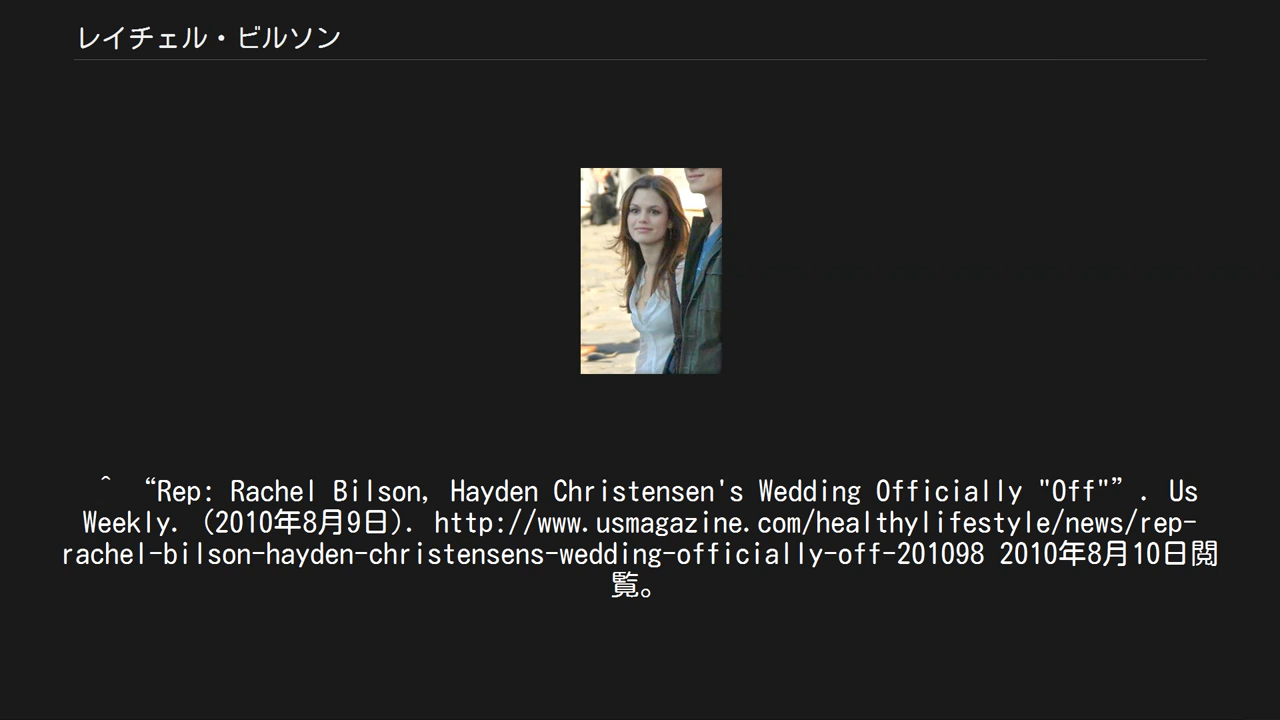 レイチェル・ビルソン
^ “Rep: Rachel Bilson, Hayden Christensen's Wedding Officially "Off"”. Us
Weekly. (2010年8月9日). http://www.usmagazine.com/healthylifestyle/news/rep-
rachel-bilson-hayden-christensens-wedding-officially-off-201098 2010年8月10日閲
覧。